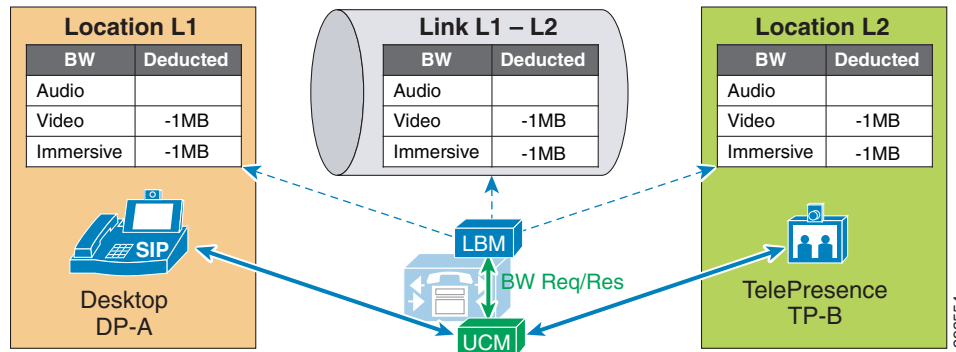 Location L1
BW Deducted
Audio
Video -1MB
Immersive -1MB
SIP
Desktop
DP-A
Link L1 – L2
BW Deducted
Audio
Video -1MB
Immersive -1MB
LBM
BW Req/Res
UCM
Location L2
BW Deducted
Audio
Video -1MB
Immersive -1MB
TelePresence
TP-B